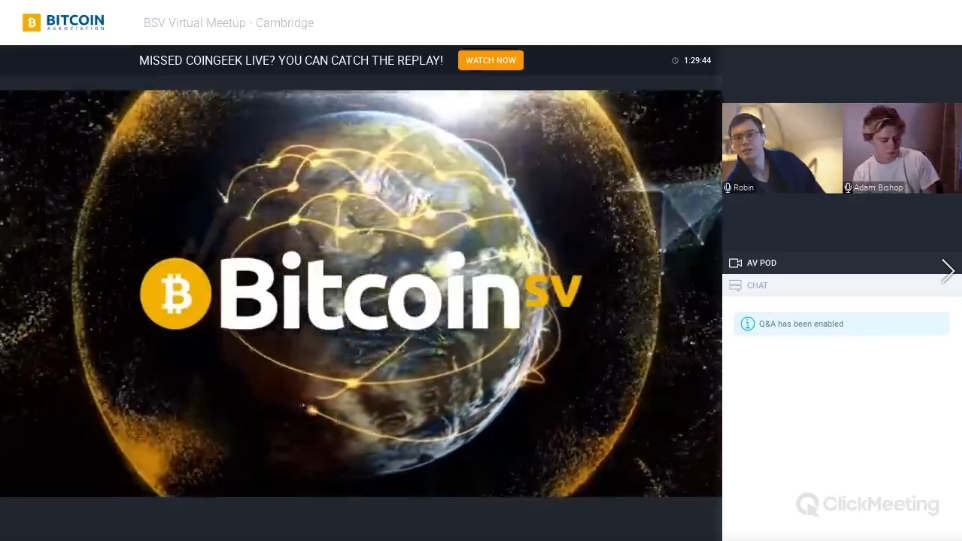 BITCOIN
ASSOCIATION
BSV Virtual Meetup - Cambridge
MISSED COINGEEK LIVE? YOU CAN CATCH THE REPLAY!
WATCH NOW
1:29:44
Bitcoin SV
Robin
Adam Bishop
AV POD
CHAT
Q&A has been enabled
ClickMeeting